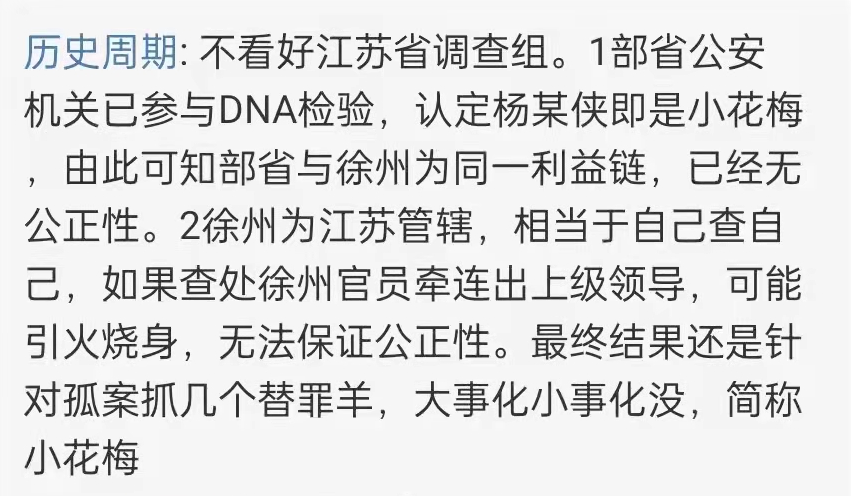 历史周期: 不看好江苏省调查组。1部省公安
机关已参与DNA检验，认定杨某侠即是小花梅
，由此可知部省与徐州为同一利益链，已经无
公正性。2徐州为江苏管辖，相当于自己查自
己，如果查处徐州官员牵连出上级领导，可能
引火烧身，无法保证公正性。最终结果还是针
对孤案抓几个替罪羊，大事化小事化没，简称
小花梅